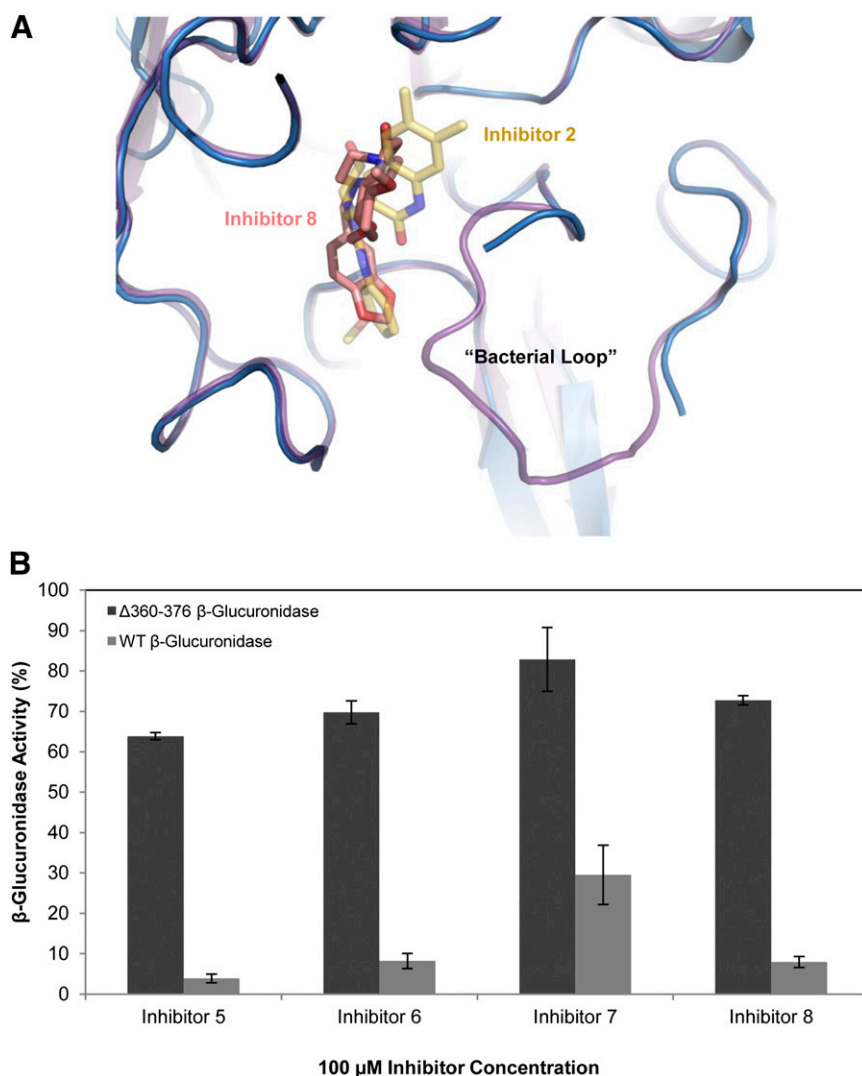 A
Inhibitor 2
Inhibitor 8
“Bacterial Loop”
B
100
90
80
70
60
50
40
30
20
10
0
β-Glucuronidase Activity (%)
Δ360-376 β-Glucuronidase
WT β-Glucuronidase
Inhibitor 5 Inhibitor 6 Inhibitor 7 Inhibitor 8
100 µM Inhibitor Concentration